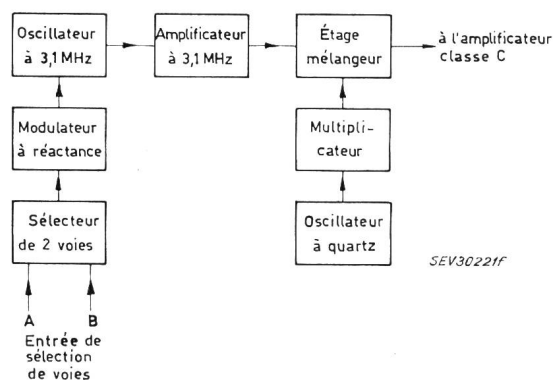 Oscillateur
à 3,1 MHz
Amplificateur
à 3,1 MHz
Étage
mélangeur
à l'amplificateur
classe C
Modulateur
à réactance
Multipli-
cateur
Sélecteur
de 2 voies
Oscillateur
à quartz
SEV30221f
A B
Entrée de
sélection
de voies